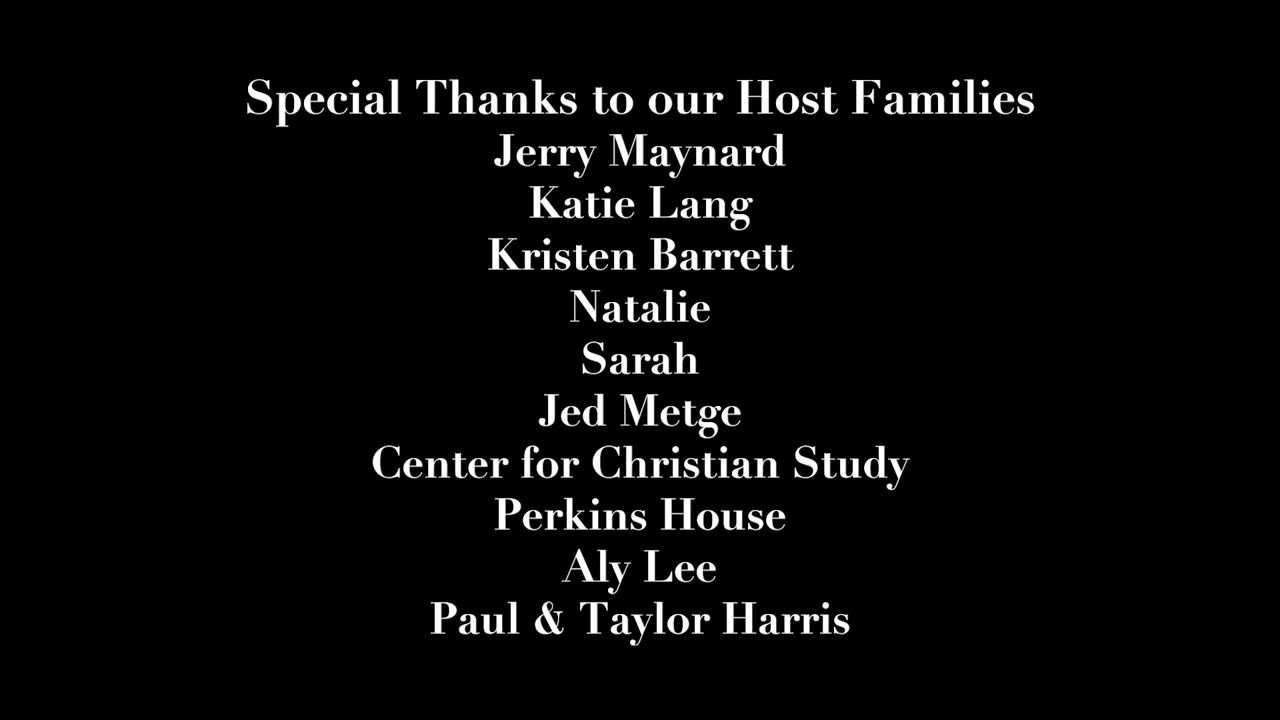 Special Thanks to our Host Families
Jerry Maynard
Katie Lang
Kristen Barrett
Natalie
Sarah
Jed Metge
Center for Christian Study
Perkins House
Aly Lee
Paul & Taylor Harris